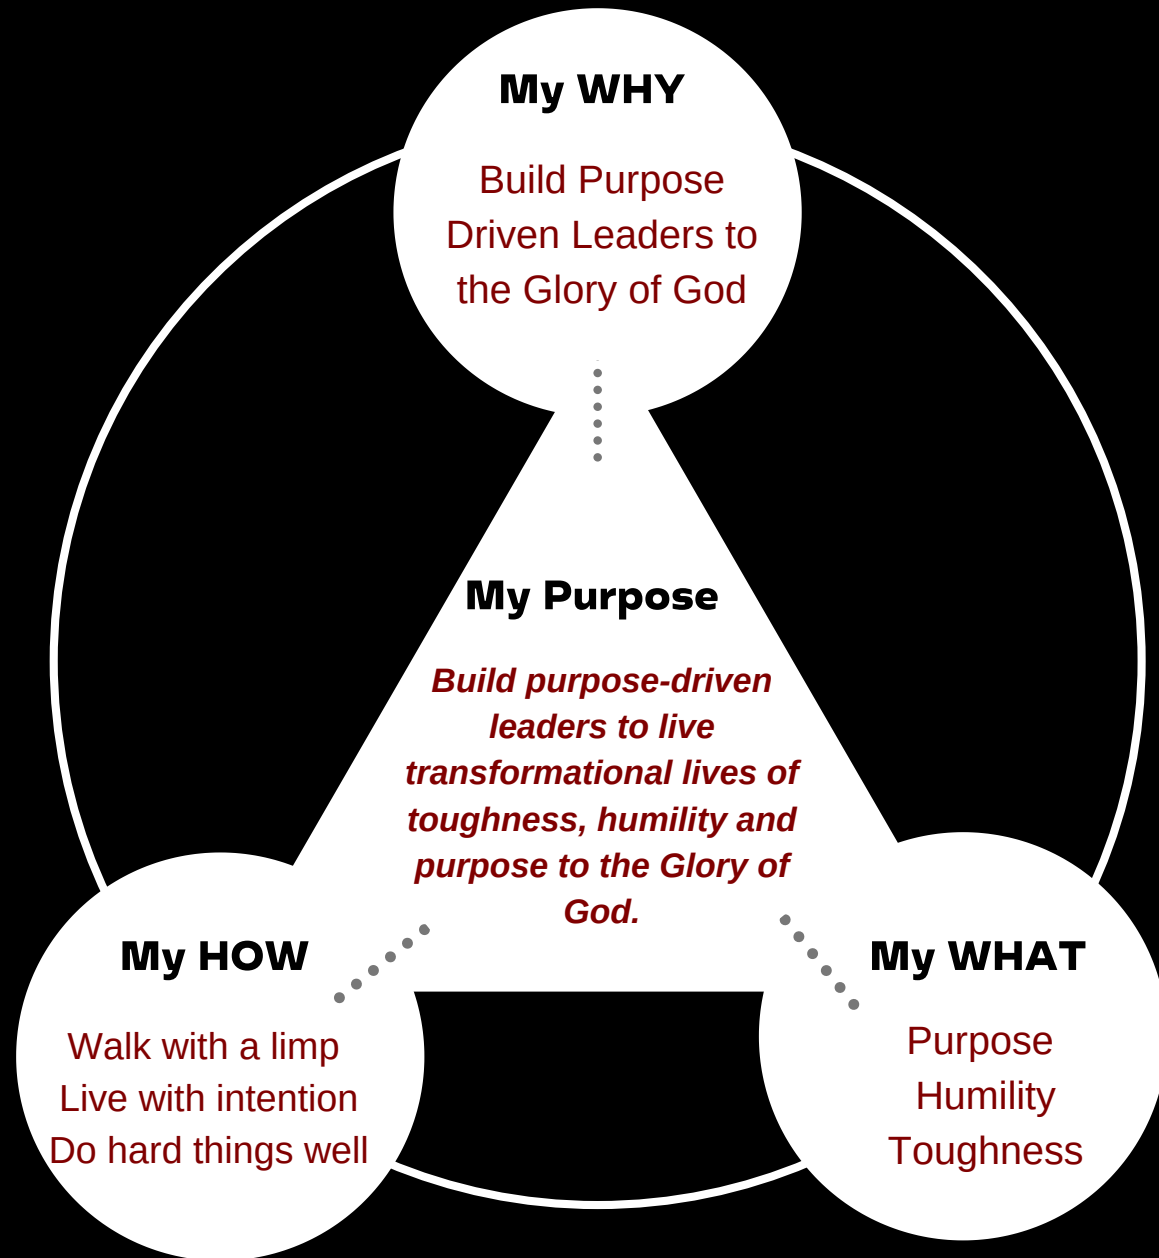 My WHY
Build Purpose
Driven Leaders to
the Glory of God
My Purpose
Build purpose-driven
leaders to live
transformational lives of
toughness, humility and
purpose to the Glory of
God.
My HOW
Walk with a limp
Live with intention
Do hard things well
My WHAT
Purpose
Humility
Toughness